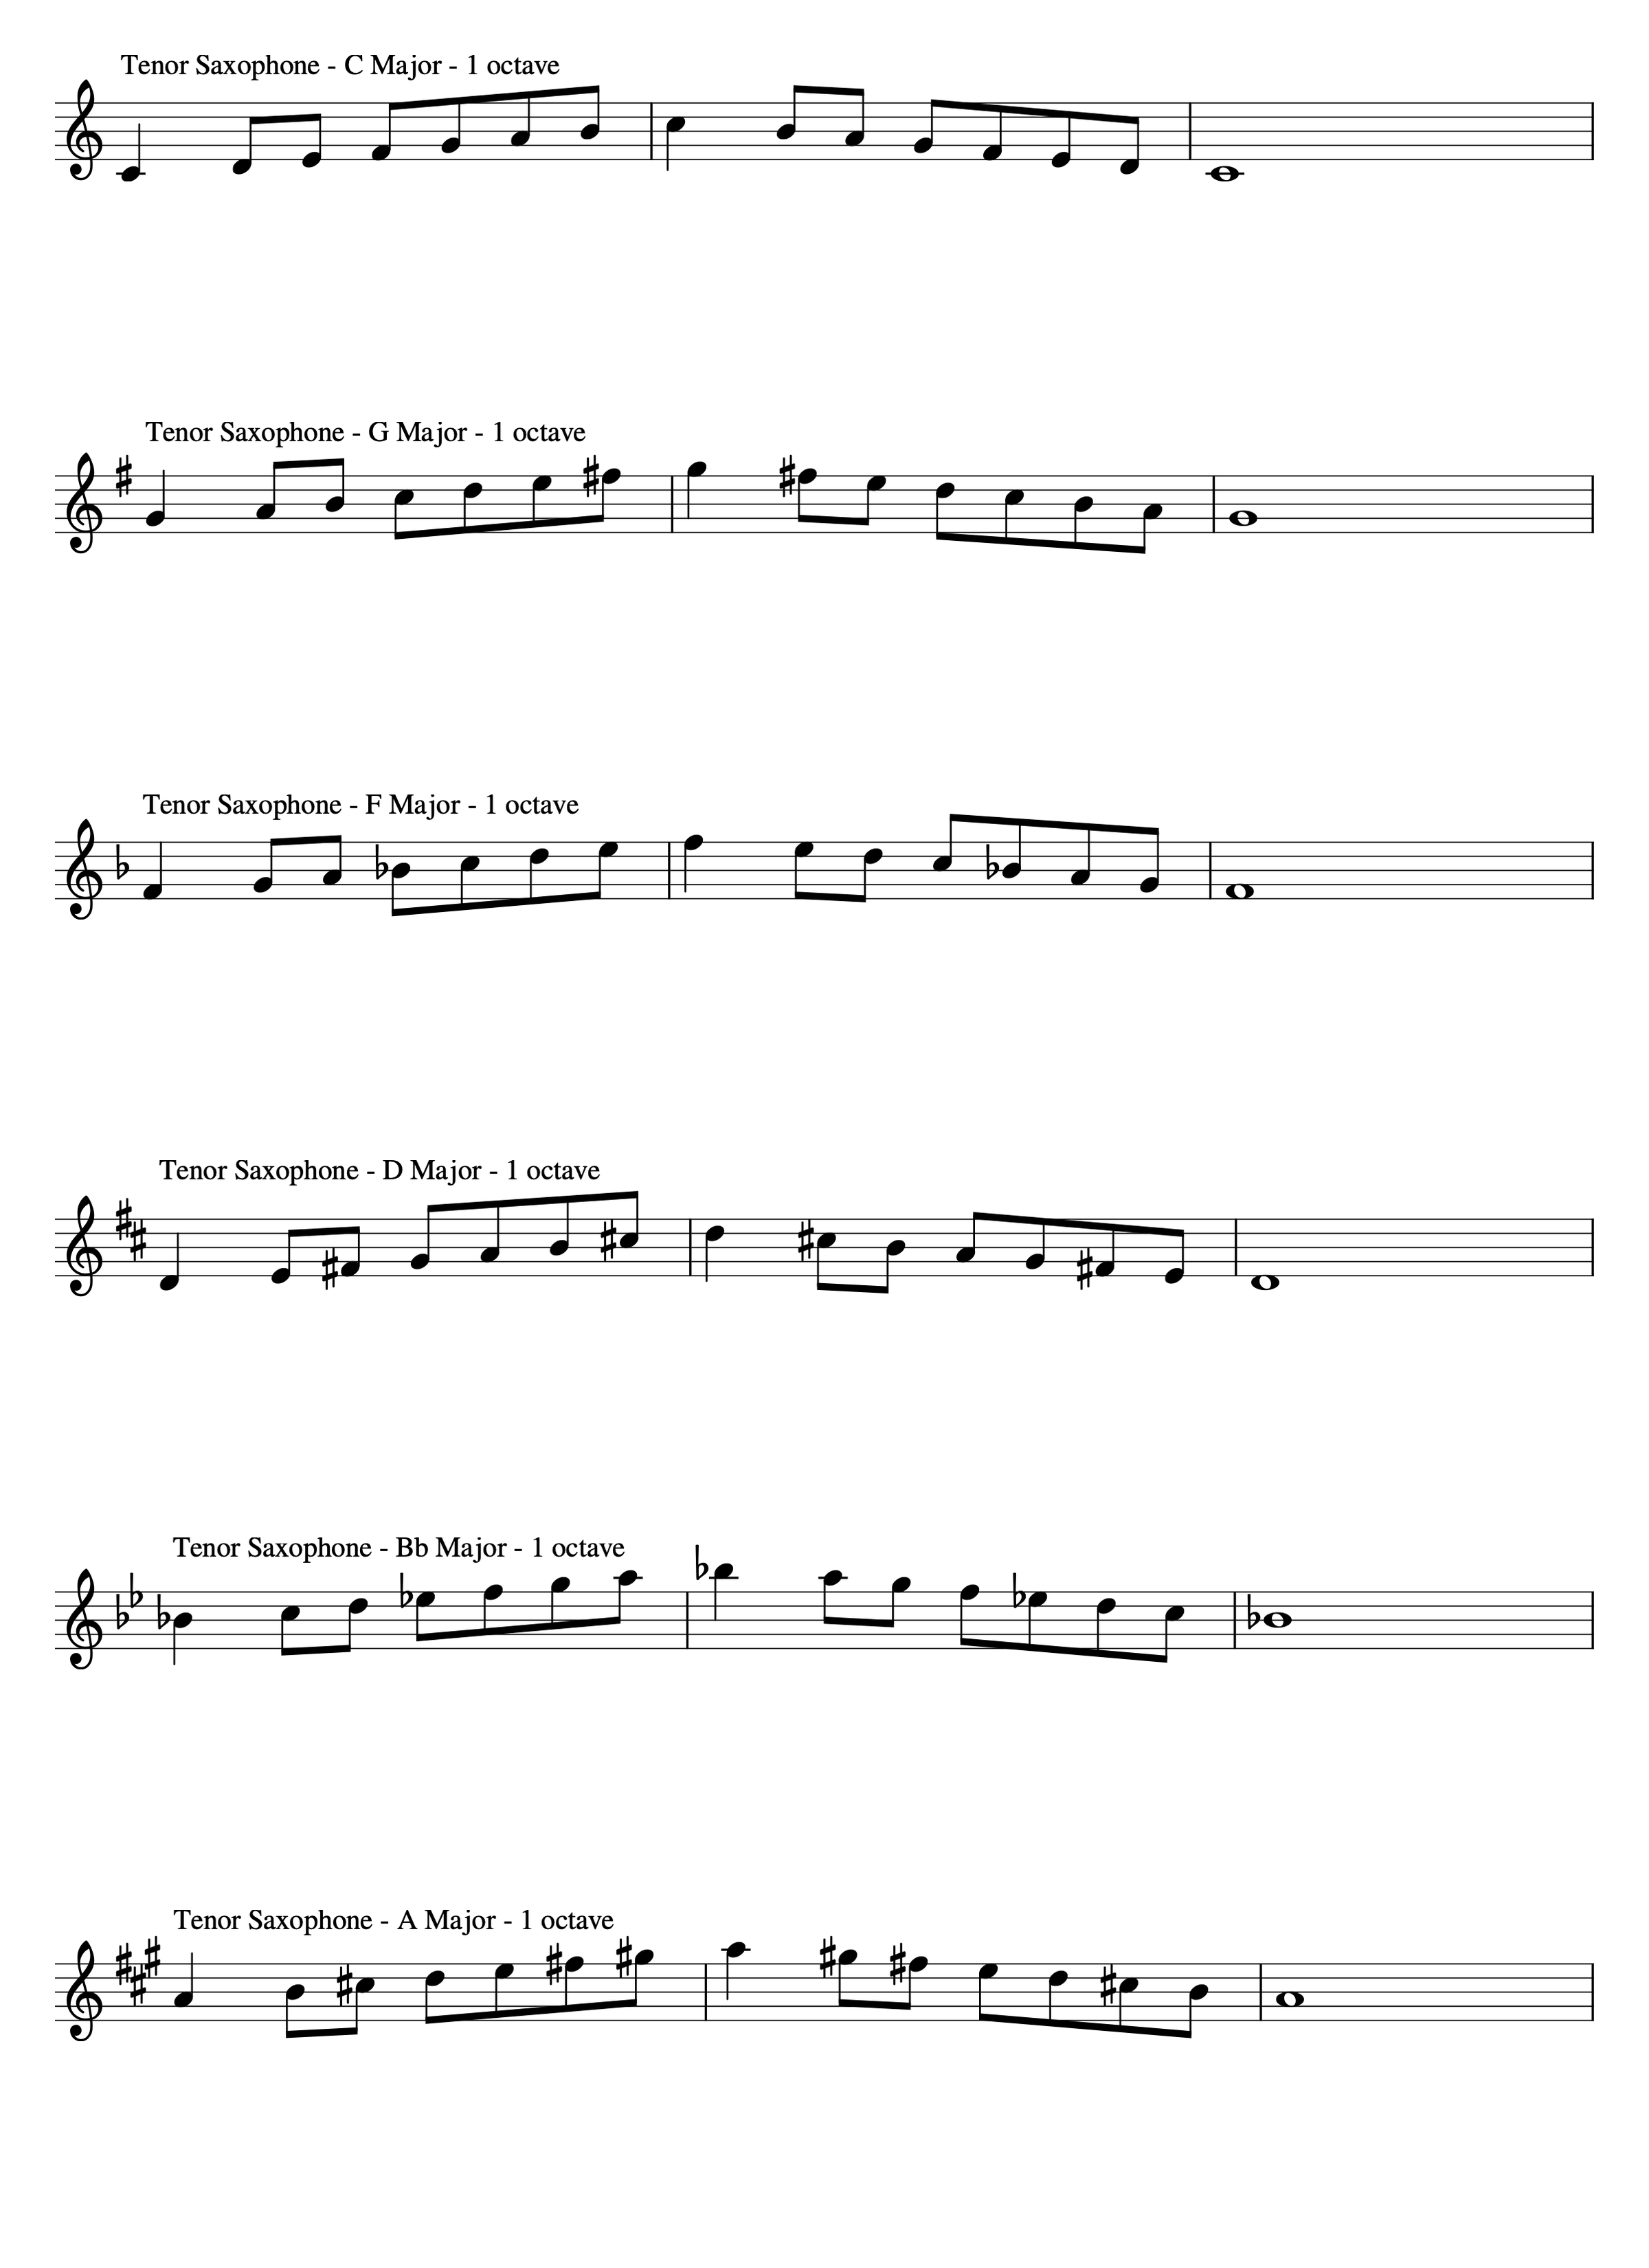 Tenor Saxophone - C Major - 1 octave
Tenor Saxophone - G Major - 1 octave
Tenor Saxophone - F Major - 1 octave
Tenor Saxophone - D Major - 1 octave
Tenor Saxophone - Bb Major - 1 octave
Tenor Saxophone - A Major - 1 octave